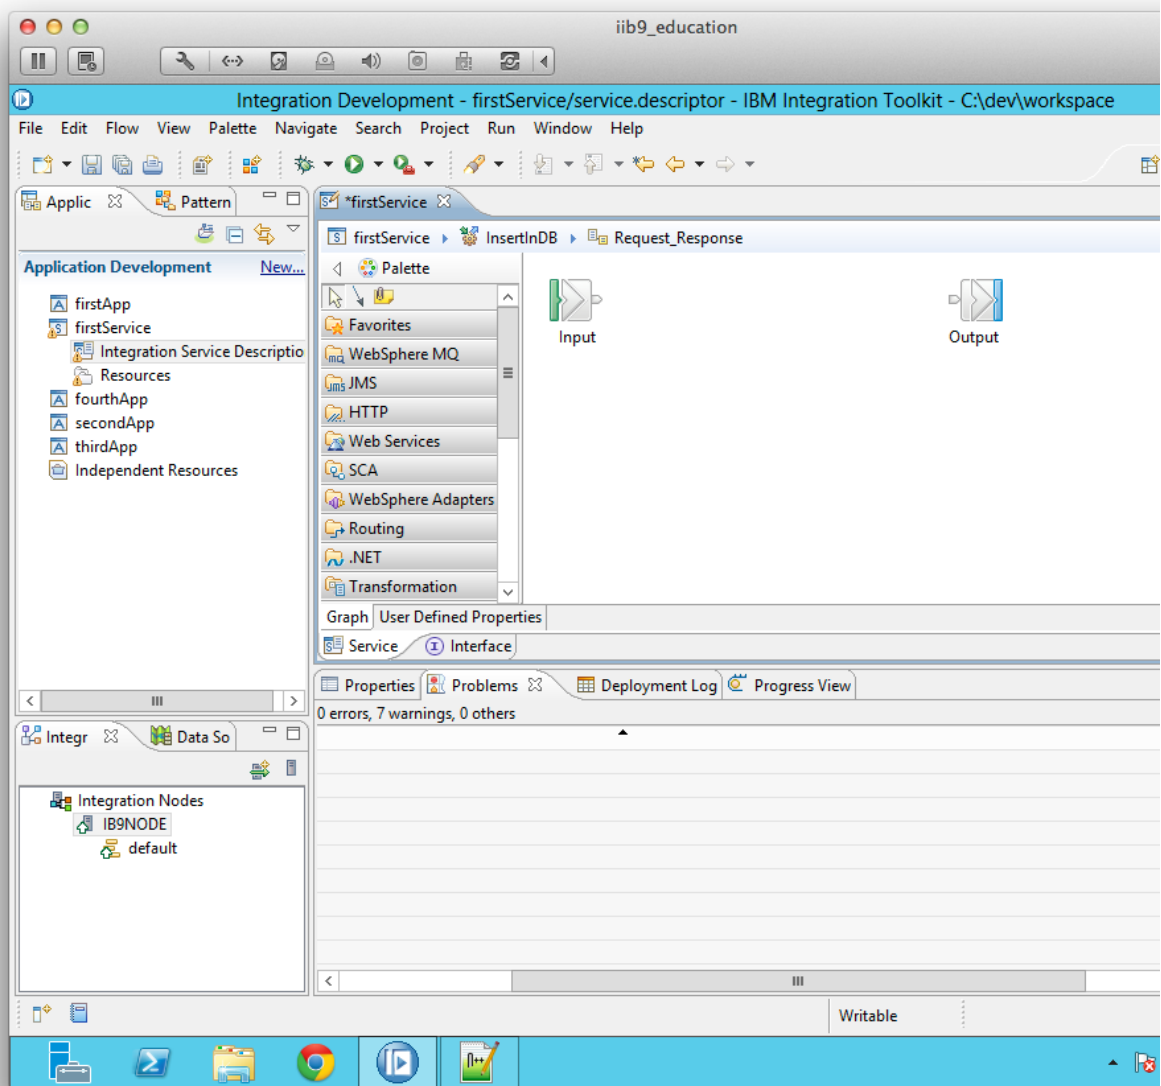 iib9_education
Integration Development - firstService/service.descriptor - IBM Integration Toolkit - C:\dev\workspace
File Edit Flow View Palette Navigate Search Project Run Window Help
Applic
Pattern
*firstService
firstService InsertInDB Request_Response
Application Development New...
Palette
firstApp
firstService
Integration Service Descriptio
Resources
fourthApp
secondApp
thirdApp
Independent Resources
Favorites
WebSphere MQ
JMS
HTTP
Web Services
SCA
WebSphere Adapters
Routing
.NET
Transformation
Input
Output
Graph User Defined Properties
Service Interface
Properties Problems Deployment Log Progress View
0 errors, 7 warnings, 0 others
Integr
Data So
Integration Nodes
IB9NODE
default
Writable